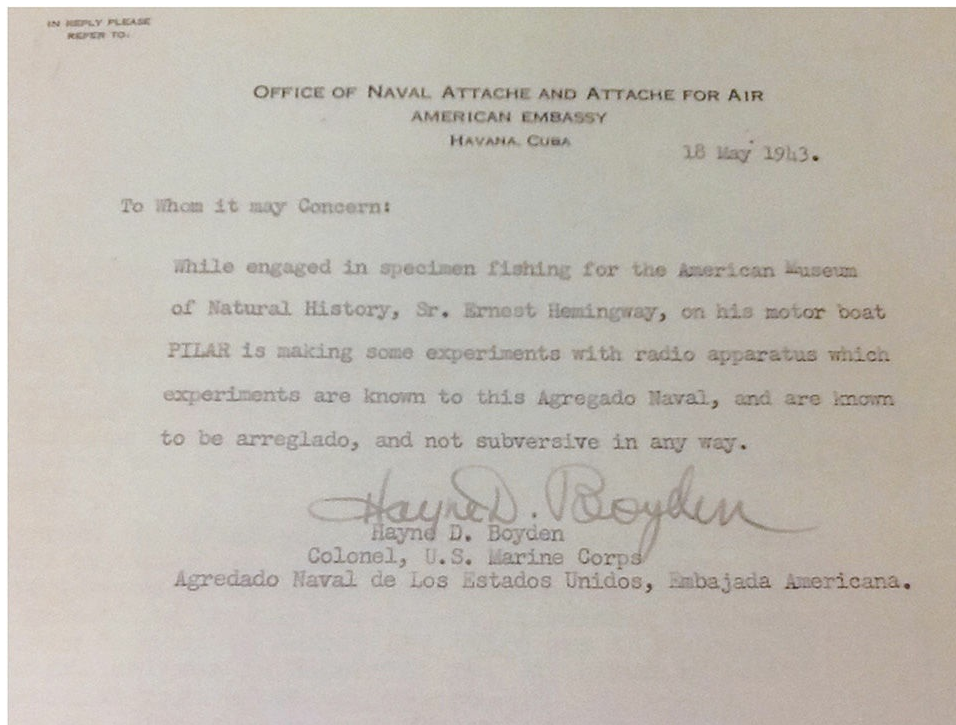 IN REPLY PLEASE
REFER TO:
OFFICE OF NAVAL ATTACHE AND ATTACHE FOR AIR
AMERICAN EMBASSY
HAVANA, CUBA
18 May 1943.
To Whom it may Concern:
While engaged in specimen fishing for the American Museum
of Natural History, Sr. Ernest Hemingway, on his motor boat
PILAR is making some experiments with radio apparatus which
experiments are known to this Agregado Naval, and are known
to be arreglado, and not subversive in any way.
Hayne D. Boyden
Hayne D. Boyden
Colonel, U.S. Marine Corps
Agredado Naval de Los Estados Unidos, Embajada Americana.